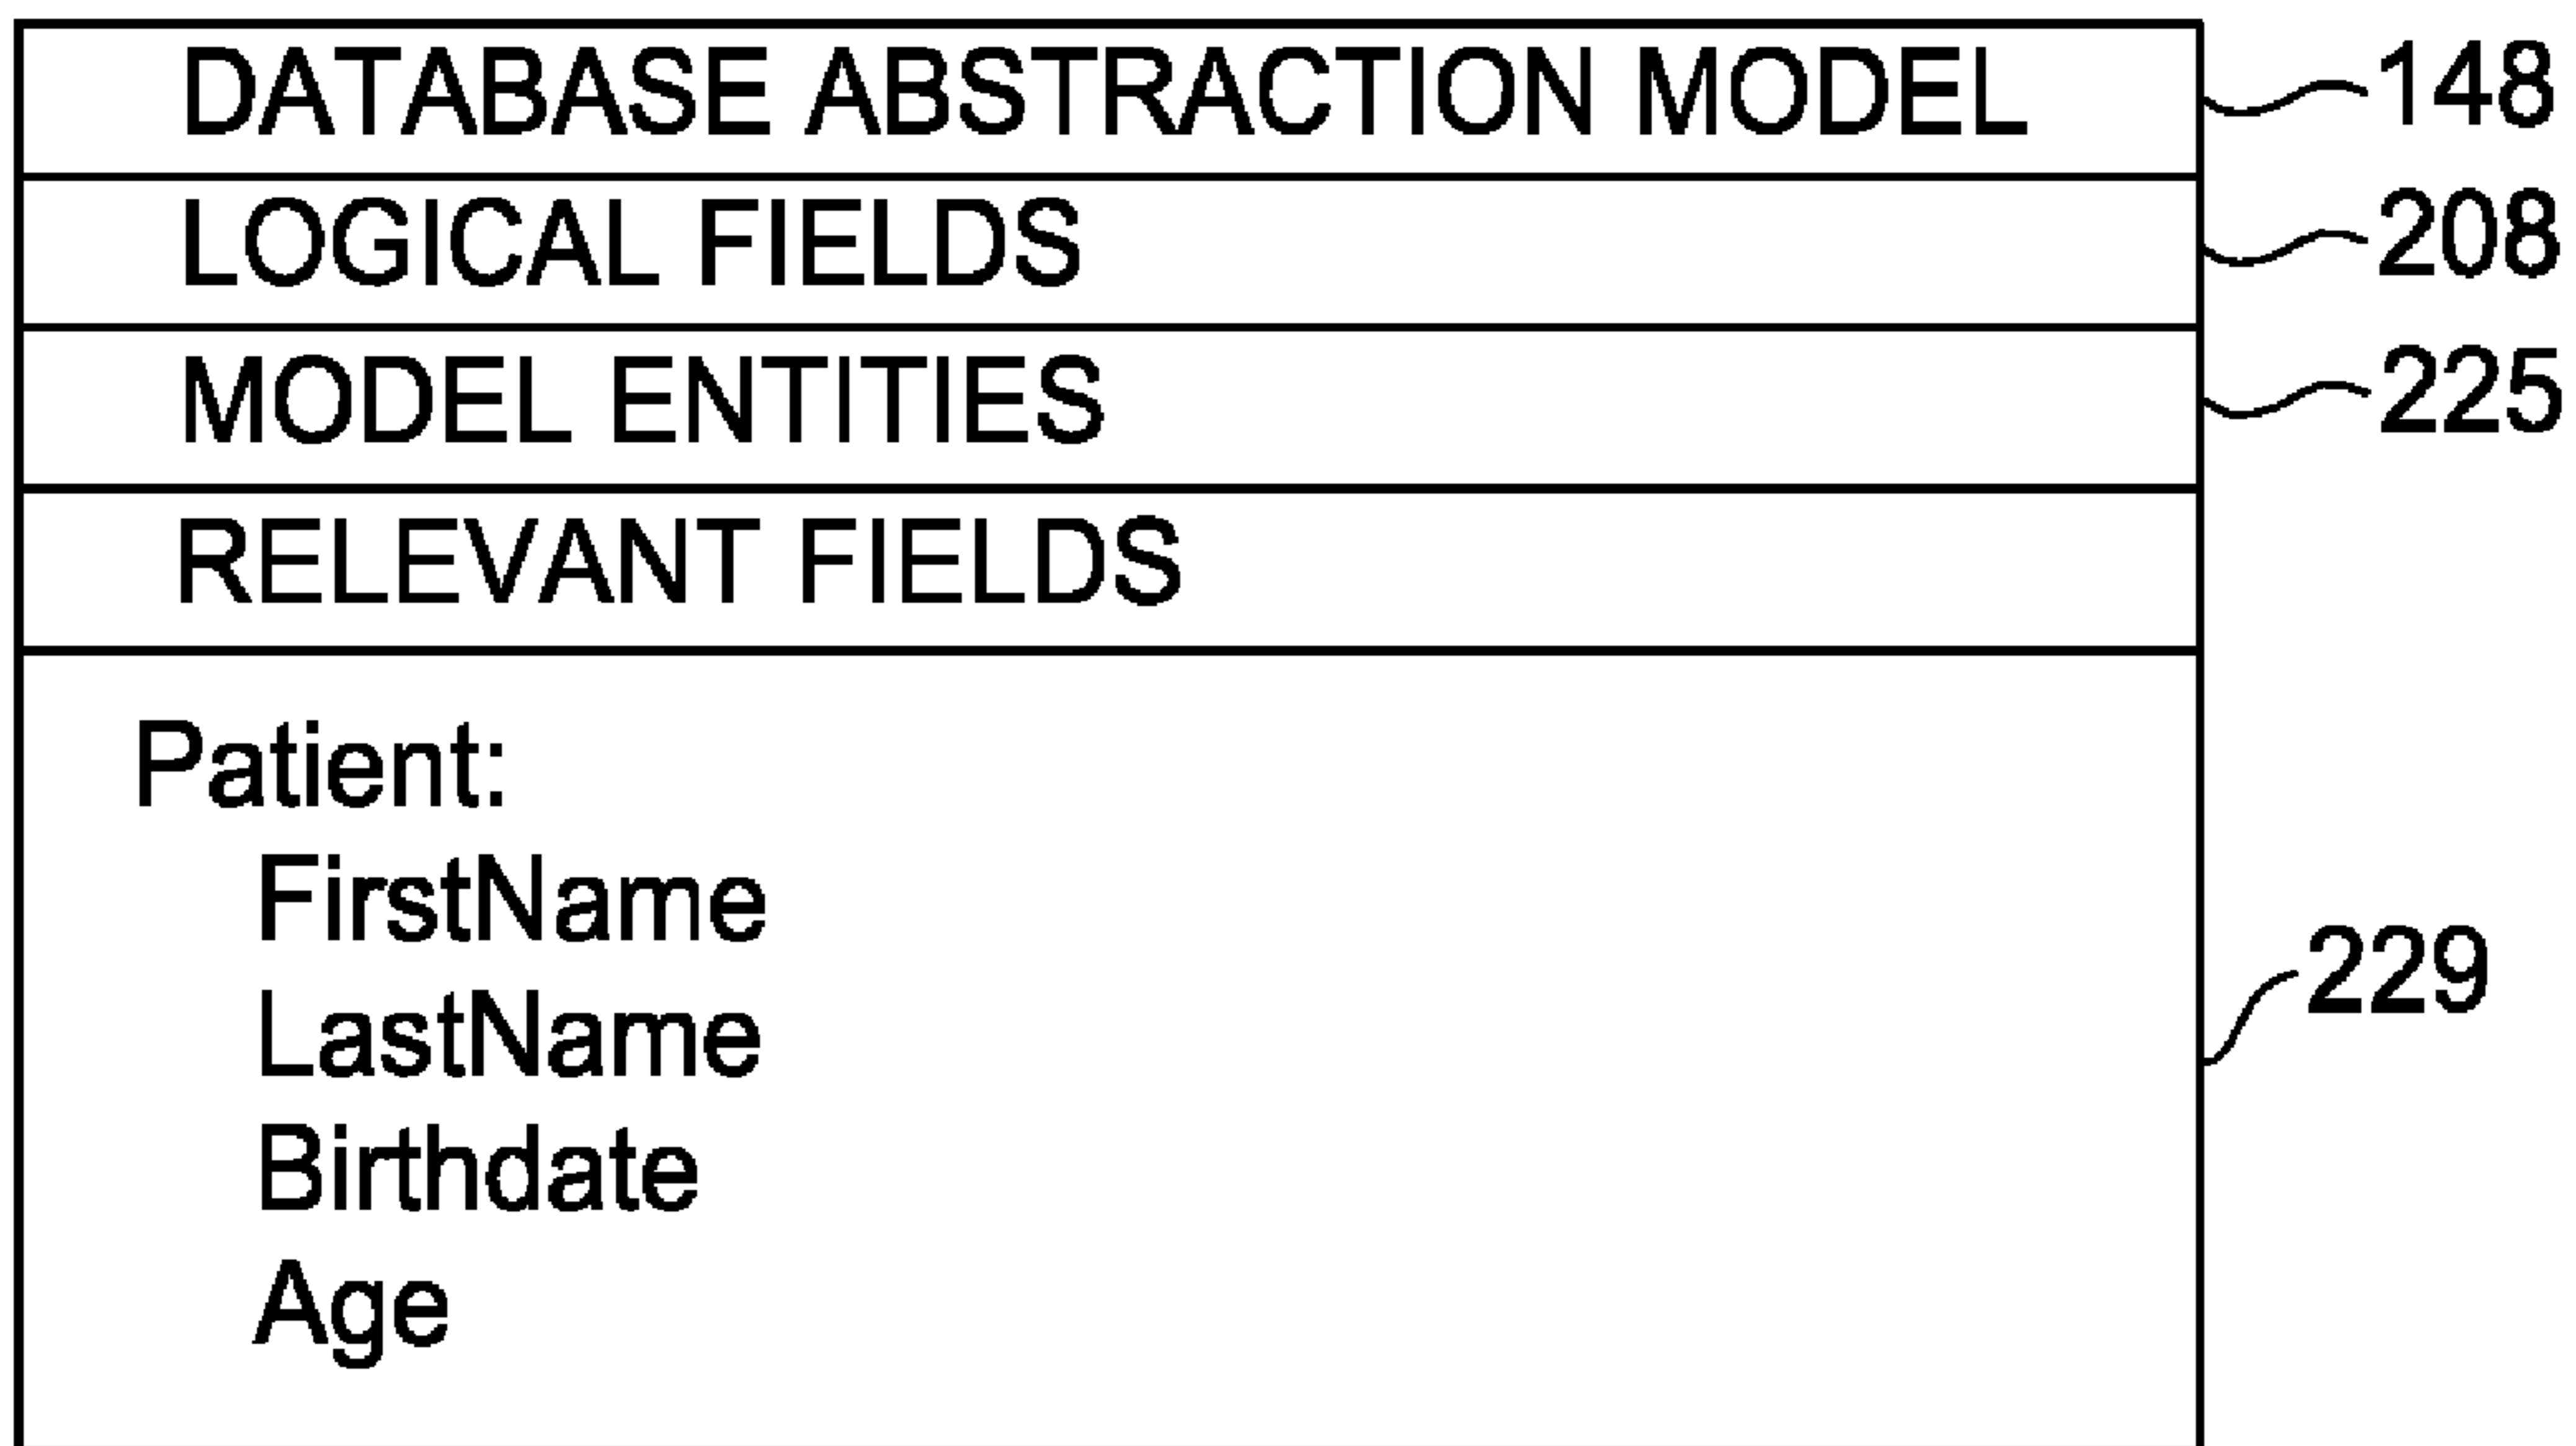 DATABASE ABSTRACTION MODEL 148
LOGICAL FIELDS 208
MODEL ENTITIES 225
RELEVANT FIELDS
Patient:
FirstName
229
LastName
Birthdate
Age